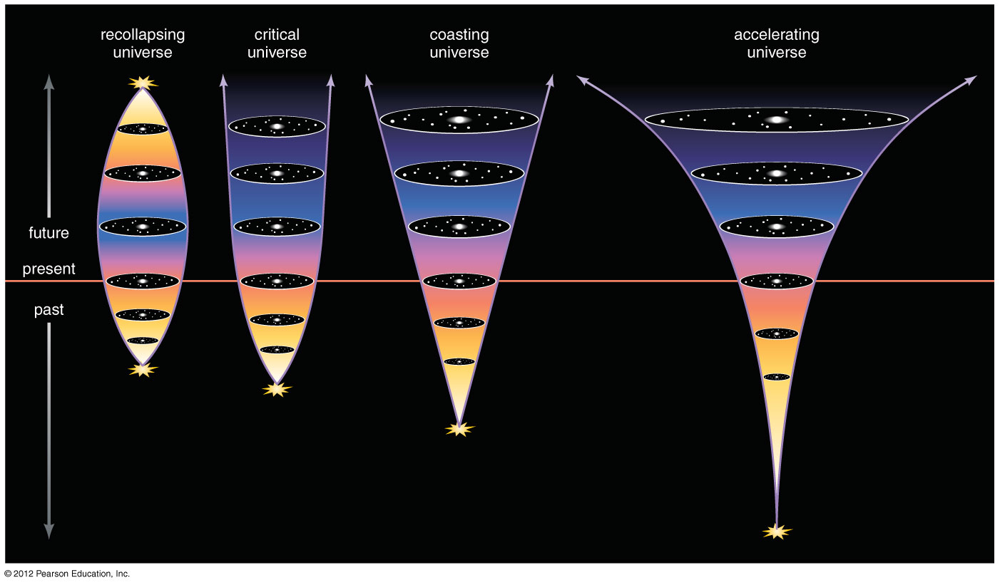 recollapsing
universe
critical
universe
coasting
universe
accelerating
universe
future
present
past
© 2012 Pearson Education, Inc.